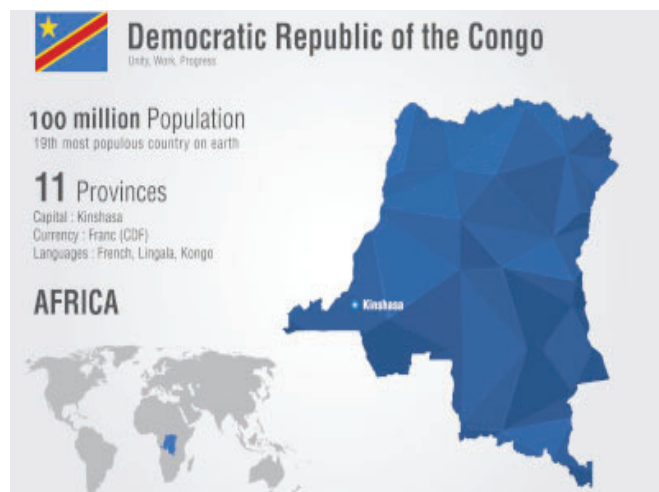 Democratic Republic of the Congo
Unity, Work, Progress
100 million Population
19th most populous country on earth
11 Provinces
Capital : Kinshasa
Currency : Franc (CDF)
Languages : French, Lingala, Kongo
AFRICA
Kinshasa